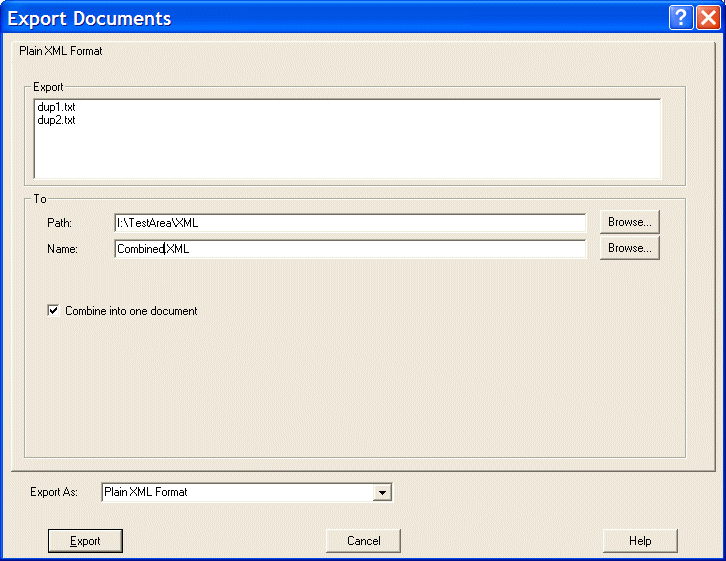 Export Documents
Plain XML Format
Export
dup1.txt
dup2.txt
To
Path: I:\TestArea\XML Browse...
Name: Combined.XML Browse...
Combine into one document
Export As: Plain XML Format
Export Cancel Help